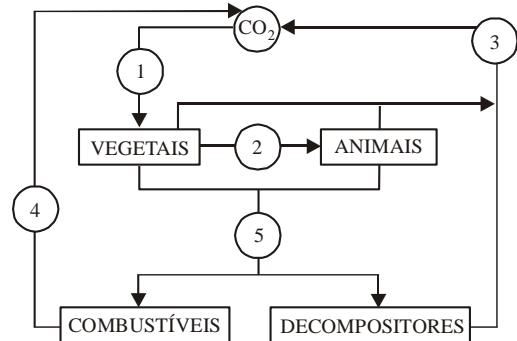 CO₂
3
1
VEGETAIS
2
ANIMAIS
4
5
COMBUSTÍVEIS
DECOMPOSITORES